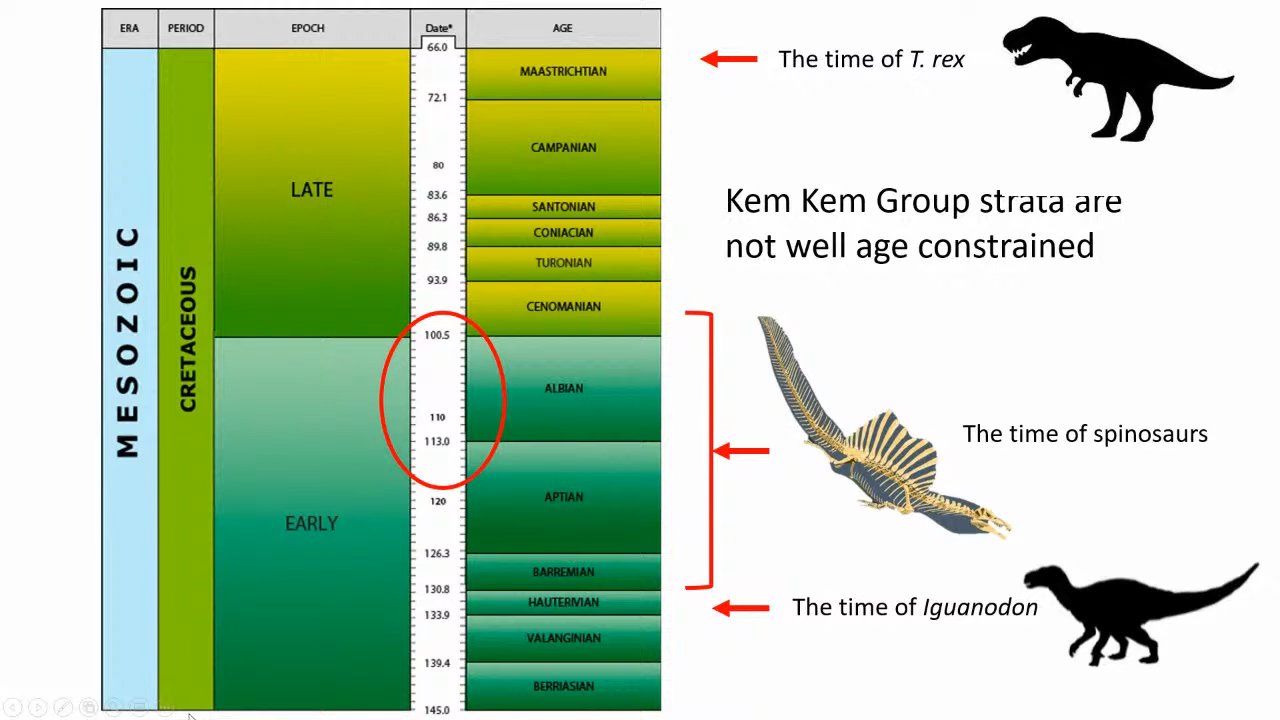 ERA
PERIOD
EPOCH
Date*
AGE
MESOZOIC
CRETACEOUS
LATE
EARLY
66.0
72.1
80
83.6
86.3
89.8
93.9
100.5
110
113.0
120
126.3
130.8
133.9
139.4
145.0
MAASTRICHTIAN
CAMPANIAN
SANTONIAN
CONIACIAN
TURONIAN
CENOMANIAN
ALBIAN
APTIAN
BARREMIAN
HAUTERIVIAN
VALANGINIAN
BERRIASIAN
The time of T. rex
Kem Kem Group strata are
not well age constrained
The time of spinosaurs
The time of Iguanodon